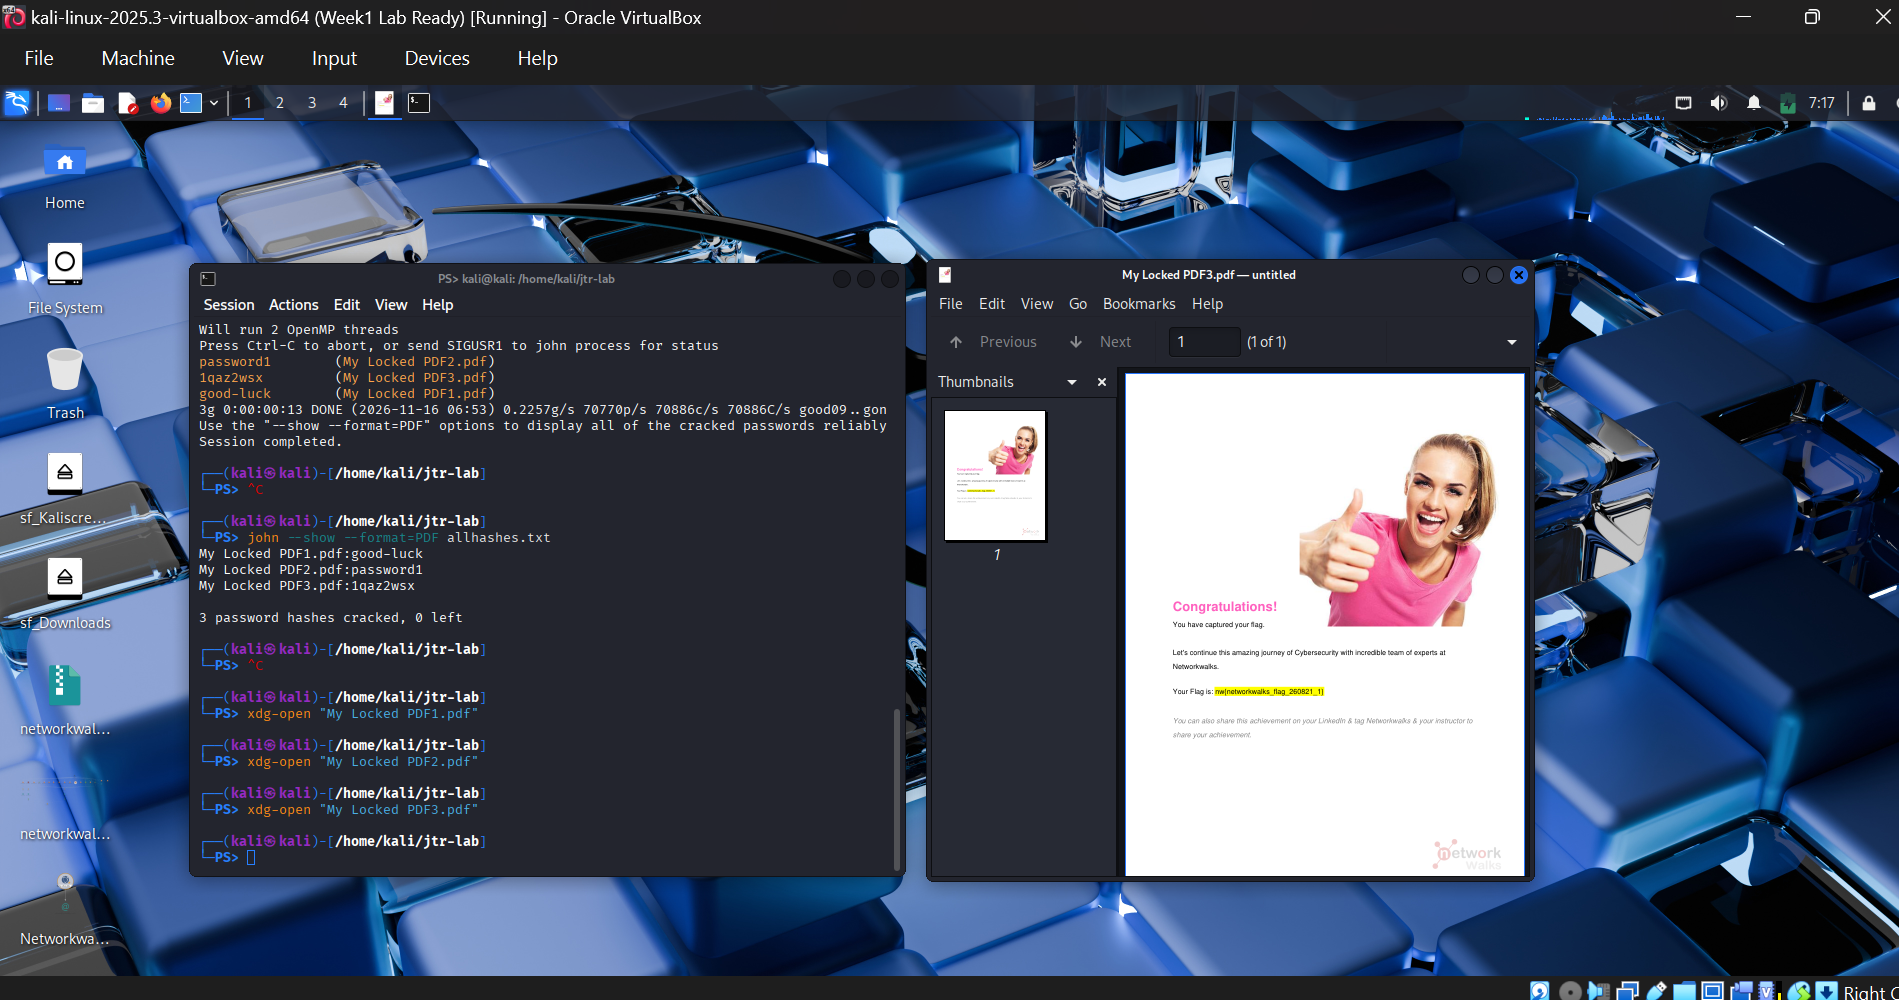 kali-linux-2025.3-virtualbox-amd64 (Week1 Lab Ready) [Running] - Oracle VirtualBox
File Machine View Input Devices Help
1 2 3 4
7:17
Home
File System
Trash
sf_Kaliscre...
sf_Downloads
networkwal...
networkwal...
Networkwa...
PS> kali@kali: /home/kali/jtr-lab
Session Actions Edit View Help
Will run 2 OpenMP threads
Press Ctrl-C to abort, or send SIGUSR1 to john process for status
password1 (My Locked PDF2.pdf)
1qaz2wsx (My Locked PDF3.pdf)
good-luck (My Locked PDF1.pdf)
3g 0:00:00:13 DONE (2026-11-16 06:53) 0.2257g/s 70770p/s 70886c/s 70886C/s good09..gon
Use the "--show --format=PDF" options to display all of the cracked passwords reliably
Session completed.
┌──(kali㉿kali)-[/home/kali/jtr-lab]
└─PS> ^C
┌──(kali㉿kali)-[/home/kali/jtr-lab]
└─PS> john --show --format=PDF allhashes.txt
My Locked PDF1.pdf:good-luck
My Locked PDF2.pdf:password1
My Locked PDF3.pdf:1qaz2wsx
3 password hashes cracked, 0 left
┌──(kali㉿kali)-[/home/kali/jtr-lab]
└─PS> ^C
┌──(kali㉿kali)-[/home/kali/jtr-lab]
└─PS> xdg-open "My Locked PDF1.pdf"
┌──(kali㉿kali)-[/home/kali/jtr-lab]
└─PS> xdg-open "My Locked PDF2.pdf"
┌──(kali㉿kali)-[/home/kali/jtr-lab]
└─PS> xdg-open "My Locked PDF3.pdf"
┌──(kali㉿kali)-[/home/kali/jtr-lab]
└─PS>
My Locked PDF3.pdf — untitled
File Edit View Go Bookmarks Help
Previous Next 1 (1 of 1)
Thumbnails
1
Congratulations!
You have captured your flag.
Let's continue this amazing journey of Cybersecurity with incredible team of experts at
Networkwalks.
Your Flag is: nw{networkwalks_flag_260821_1}
You can also share this achievement on your LinkedIn & tag Networkwalks & your instructor to
share your achievement.
network
Walks
Right